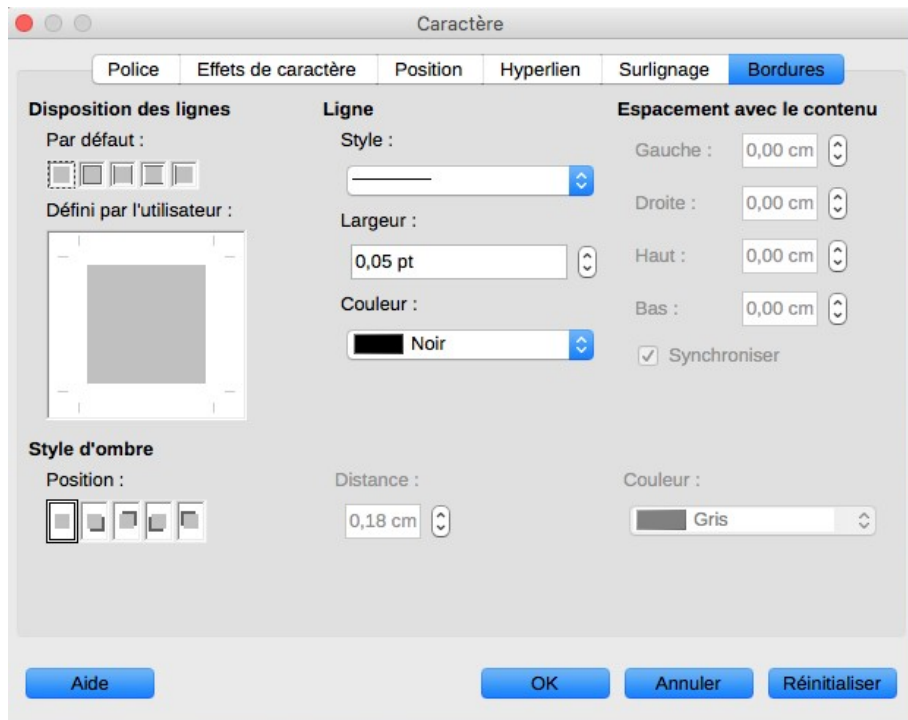 Caractère
Police Effets de caractère Position Hyperlien Surlignage Bordures
Disposition des lignes
Par défaut :
Défini par l'utilisateur :
Ligne
Style :
Largeur :
0,05 pt
Couleur :
Noir
Espacement avec le contenu
Gauche : 0,00 cm
Droite : 0,00 cm
Haut : 0,00 cm
Bas : 0,00 cm
Synchroniser
Style d'ombre
Position :
Distance :
0,18 cm
Couleur :
Gris
Aide OK Annuler Réinitialiser